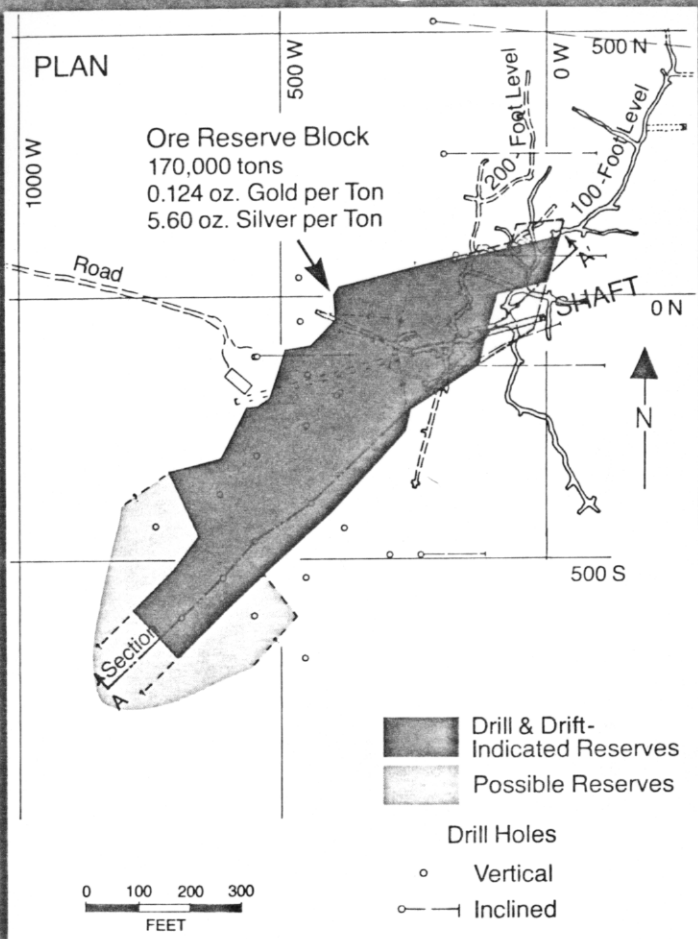 PLAN
500 W
0 W
500 N
1000 W
200-Foot Level
100-Foot Level
Ore Reserve Block
170,000 tons
0.124 oz. Gold per Ton
5.60 oz. Silver per Ton
A'
Road
SHAFT
0 N
N
500 S
Section
A
Drill & Drift-
Indicated Reserves
Possible Reserves
Drill Holes
Vertical
Inclined
0 100 200 300
FEET